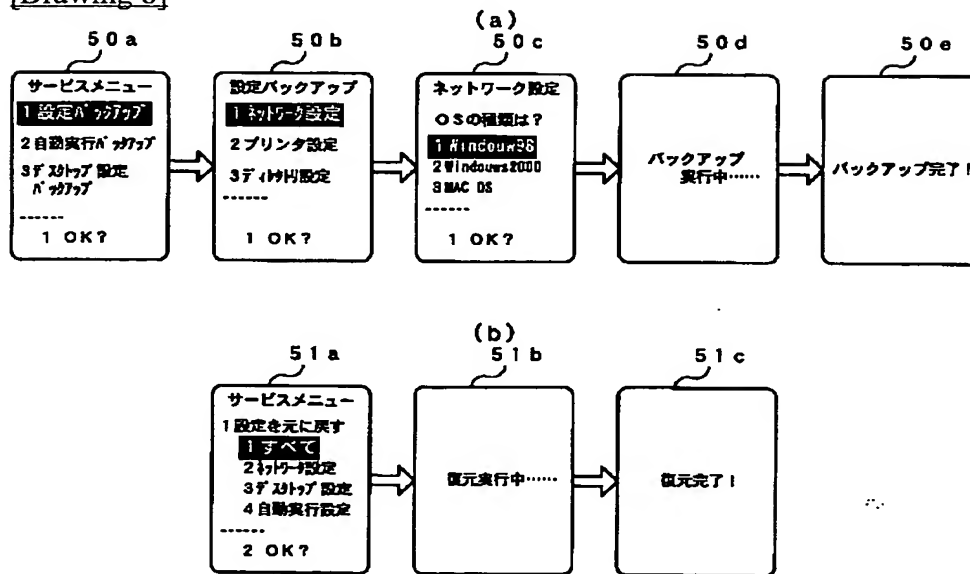 (a)
50a
サービスメニュー
1 設定バックアップ
2 自動実行バックアップ
3 デスクトップ設定
バックアップ
------
1 OK?
50b
設定バックアップ
1 ネットワーク設定
2 プリンタ設定
3 ディレクトリ設定
------
1 OK?
50c
ネットワーク設定
OSの種類は?
1 Windouw98
2 Windouws2000
3 MAC OS
------
1 OK?
50d
バックアップ
実行中……
50e
バックアップ完了!
(b)
51a
サービスメニュー
1 設定を元に戻す
1 すべて
2 ネットワーク設定
3 デスクトップ設定
4 自動実行設定
------
2 OK?
51b
復元実行中……
51c
復元完了!